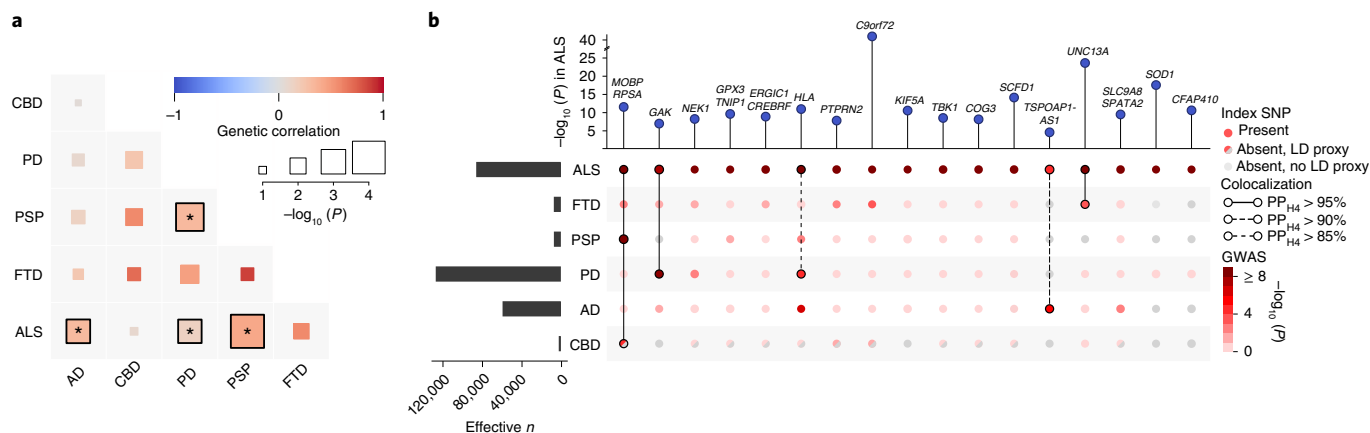 a
CBD
PD
PSP
FTD
ALS
AD
CBD
PD
PSP
FTD
*
*
*
*
−1
1
Genetic correlation
1
2
3
4
−log10 (P)
b
−log10 (P) in ALS
40
25
20
15
10
5
MOBP
RPSA
GAK
NEK1
GPX3
TNIP1
ERGIC1
CREBRF
HLA
PTPRN2
C9orf72
KIF5A
TBK1
COG3
SCFD1
TSPOAP1-
AS1
UNC13A
SLC9A8
SPATA2
SOD1
CFAP410
ALS
FTD
PSP
PD
AD
CBD
120,000
80,000
40,000
0
Effective n
Index SNP
Present
Absent, LD proxy
Absent, no LD proxy
Colocalization
PPH4 > 95%
PPH4 > 90%
PPH4 > 85%
GWAS
≥ 8
4
0
−log10 (P)